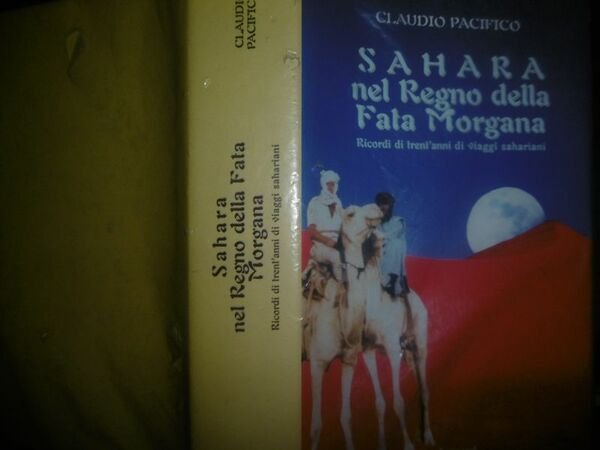 CLAUDIO PACIFICO
SAHARA
nel Regno della
Fata Morgana
Ricordi di trent'anni di viaggi sahariani
CLAUDIO
PACIFICO
Sahara
nel Regno della Fata
Morgana
Ricordi di trent'anni di viaggi sahariani